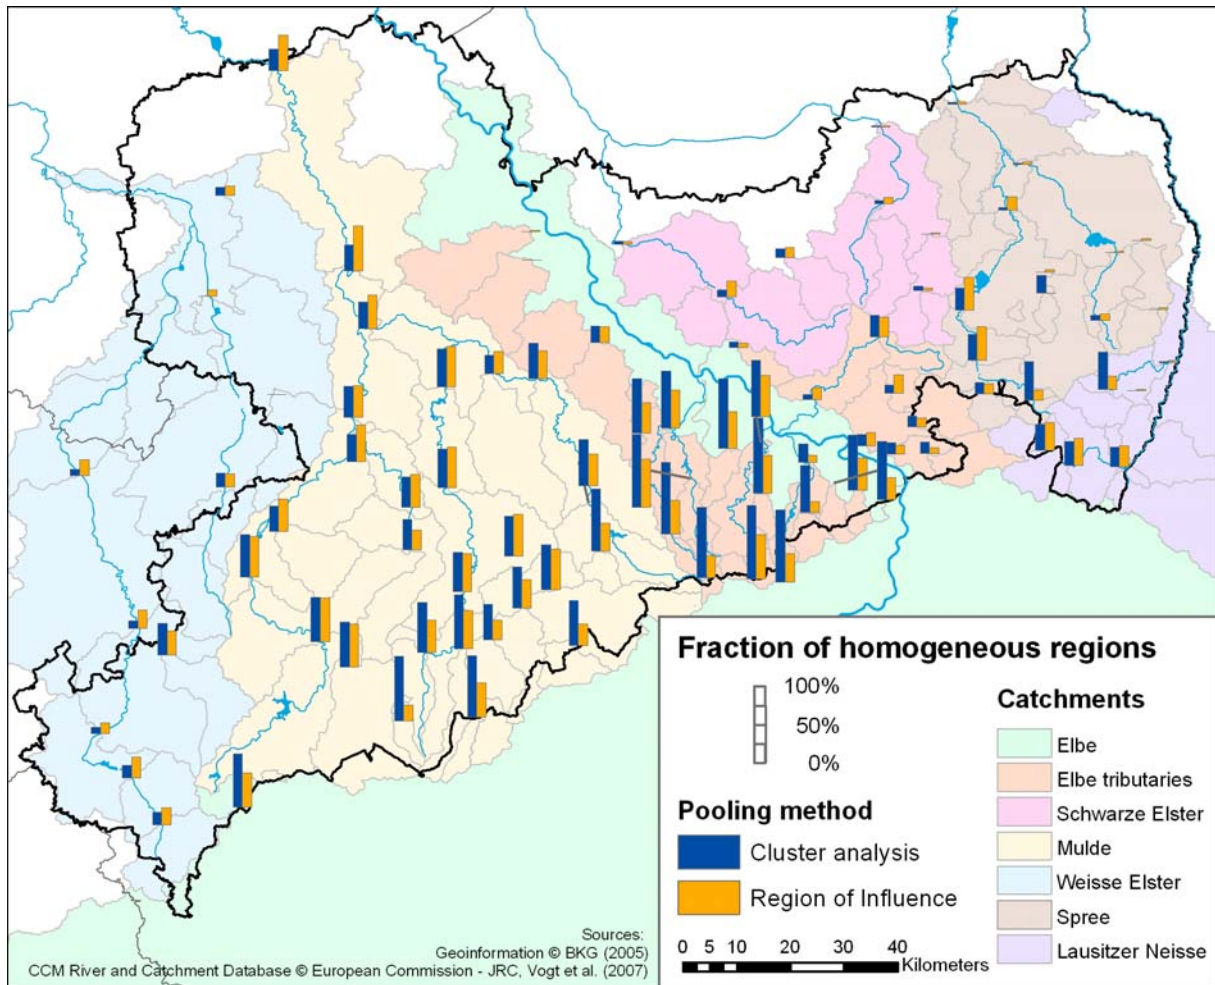 Fraction of homogeneous regions
100%
50%
0%
Pooling method
Cluster analysis
Region of Influence
0 5 10 20 30 40
Kilometers
Catchments
Elbe
Elbe tributaries
Schwarze Elster
Mulde
Weisse Elster
Spree
Lausitzer Neisse
Sources:
Geoinformation © BKG (2005)
CCM River and Catchment Database © European Commission - JRC, Vogt et al. (2007)